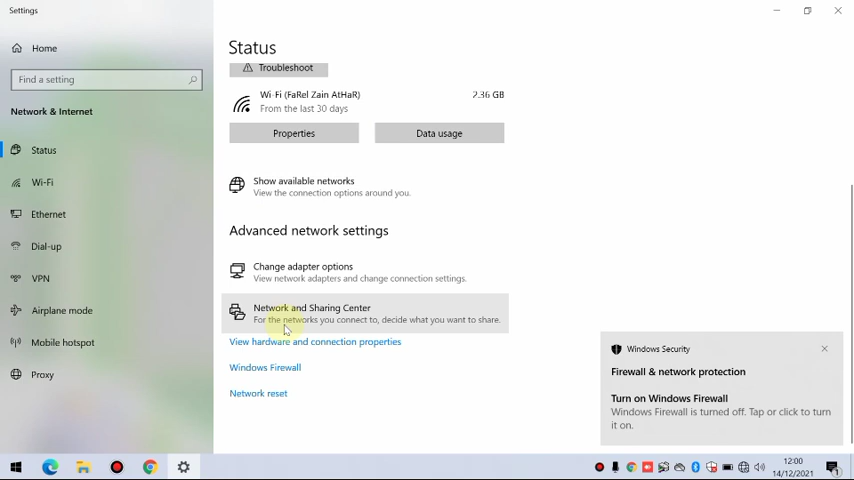 Settings
Home
Find a setting
Network & Internet
Status
Wi-Fi
Ethernet
Dial-up
VPN
Airplane mode
Mobile hotspot
Proxy
Status
Troubleshoot
Wi-Fi (FaRel Zain AtHaR)
2.36 GB
From the last 30 days
Properties
Data usage
Show available networks
View the connection options around you.
Advanced network settings
Change adapter options
View network adapters and change connection settings.
Network and Sharing Center
For the networks you connect to, decide what you want to share.
View hardware and connection properties
Windows Firewall
Network reset
Windows Security
Firewall & network protection
Turn on Windows Firewall
Windows Firewall is turned off. Tap or click to turn
it on.
12:00
14/12/2021
1